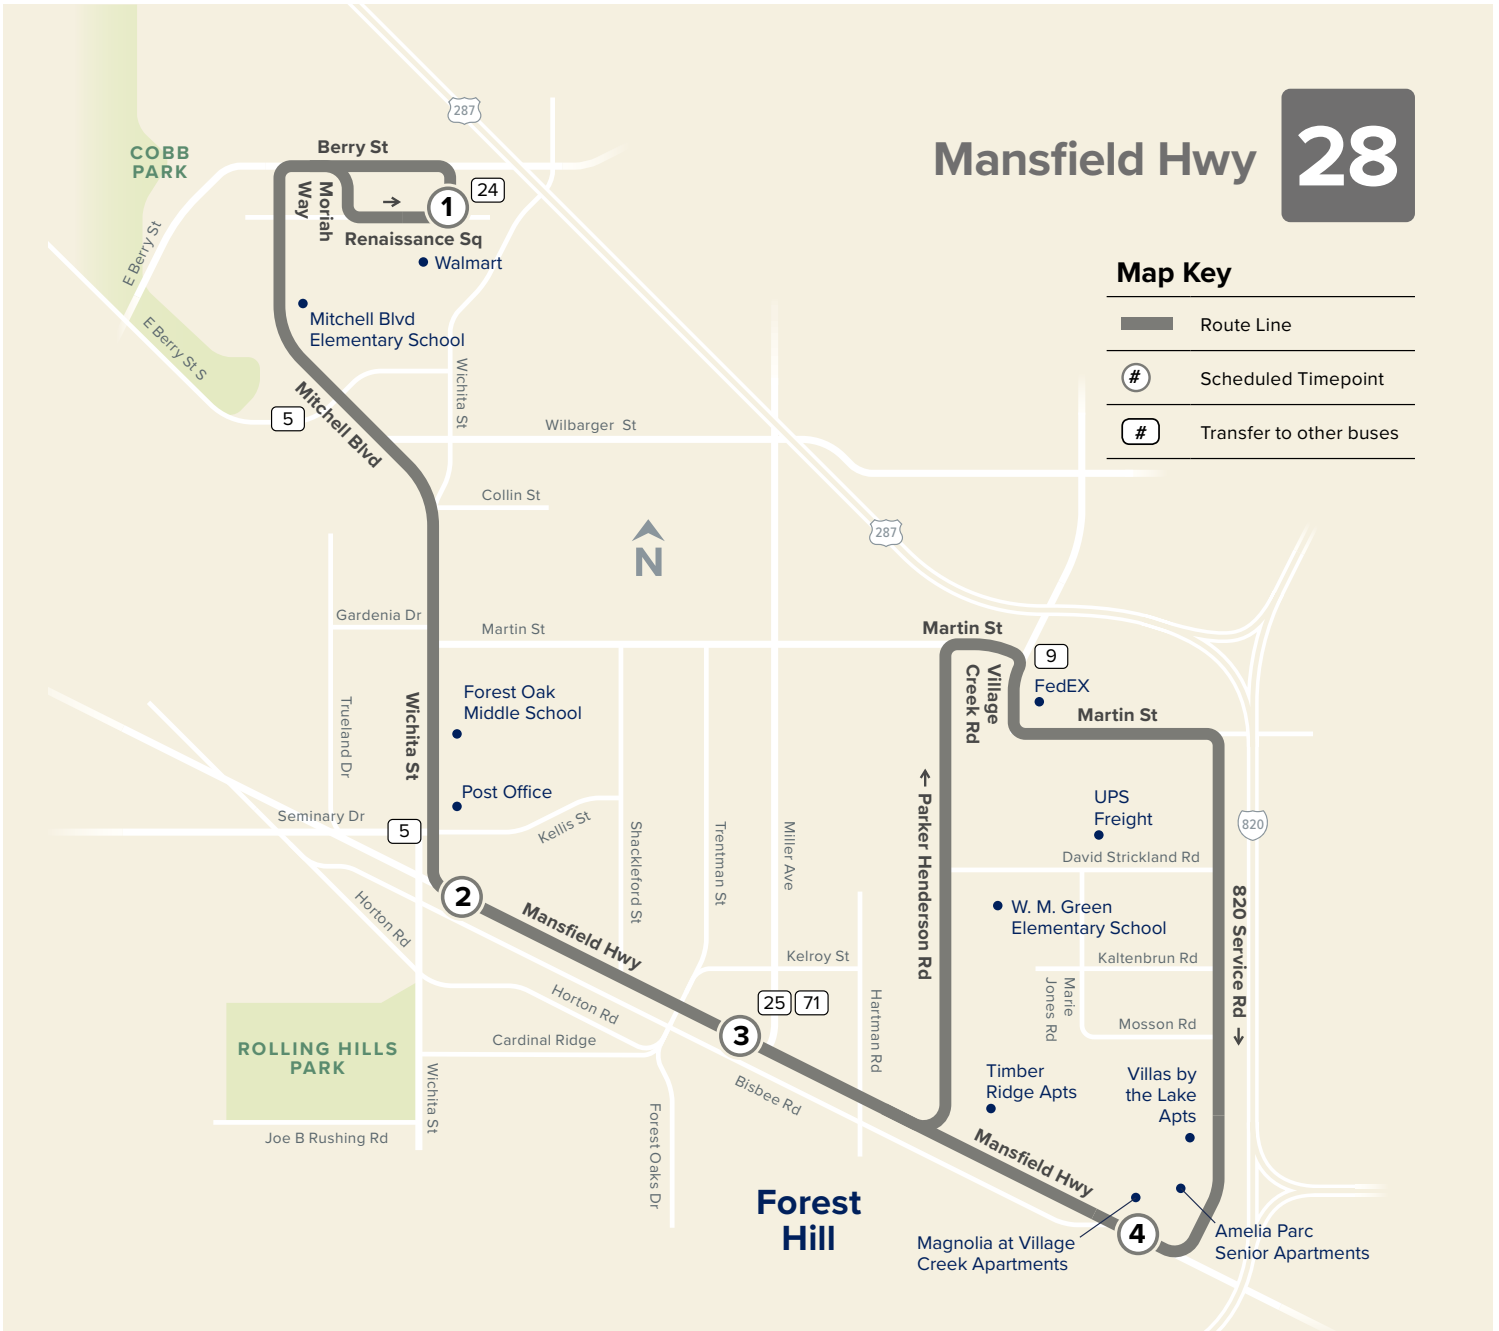 287
COBB
PARK
Berry St
Mansfield Hwy
28
24
Moriah
Way
→
1
Renaissance Sq
Walmart
E Berry St
Map Key
Route Line
#
Scheduled Timepoint
#
Transfer to other buses
Mitchell Blvd
Elementary School
E Berry St S
Wichita St
5
Mitchell Blvd
Wilbarger St
Collin St
N
287
Gardenia Dr
Martin St
Martin St
9
Village
Creek Rd
FedEX
Martin St
Forest Oak
Middle School
Trueland Dr
Wichita St
Post Office
Seminary Dr
5
Kellis St
Shackleford St
Trentman St
Miller Ave
← Parker Henderson Rd
UPS
Freight
820
David Strickland Rd
820 Service Rd →
2
Horton Rd
Mansfield Hwy
W. M. Green
Elementary School
Kelroy St
Kaltenbrun Rd
Horton Rd
25
71
Hartman Rd
Marie
Jones Rd
Mosson Rd
3
Cardinal Ridge
ROLLING HILLS
PARK
Wichita St
Bisbee Rd
Timber
Ridge Apts
Villas by
the Lake
Apts
Joe B Rushing Rd
Forest Oaks Dr
Mansfield Hwy
Forest
Hill
4
Magnolia at Village
Creek Apartments
Amelia Parc
Senior Apartments